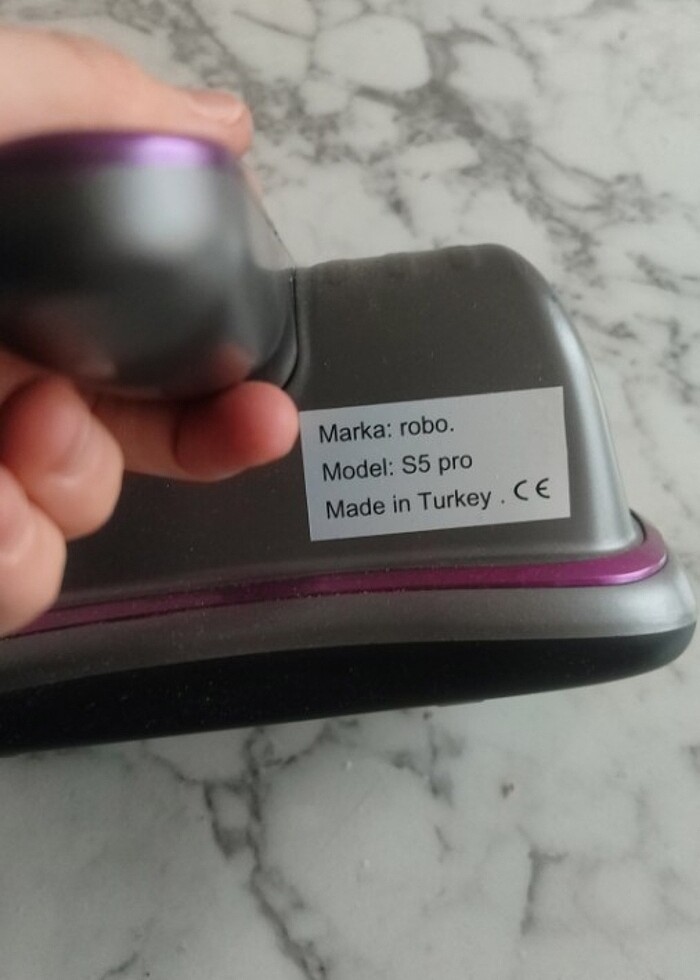 Marka: robo.
Model: S5 pro
Made in Turkey . CE